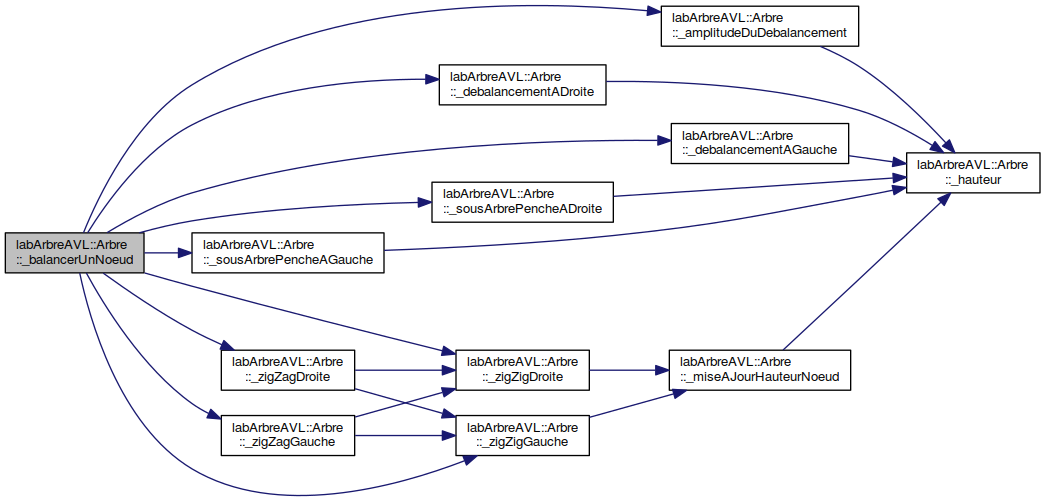 labArbreAVL::Arbre
::_amplitudeDuDebalancement
labArbreAVL::Arbre
::_debalancementADroite
labArbreAVL::Arbre
::_debalancementAGauche
labArbreAVL::Arbre
::_hauteur
labArbreAVL::Arbre
::_sousArbrePencheADroite
labArbreAVL::Arbre
::_balancerUnNoeud
labArbreAVL::Arbre
::_sousArbrePencheAGauche
labArbreAVL::Arbre
::_zigZagDroite
labArbreAVL::Arbre
::_zigZigDroite
labArbreAVL::Arbre
::_miseAJourHauteurNoeud
labArbreAVL::Arbre
::_zigZagGauche
labArbreAVL::Arbre
::_zigZigGauche